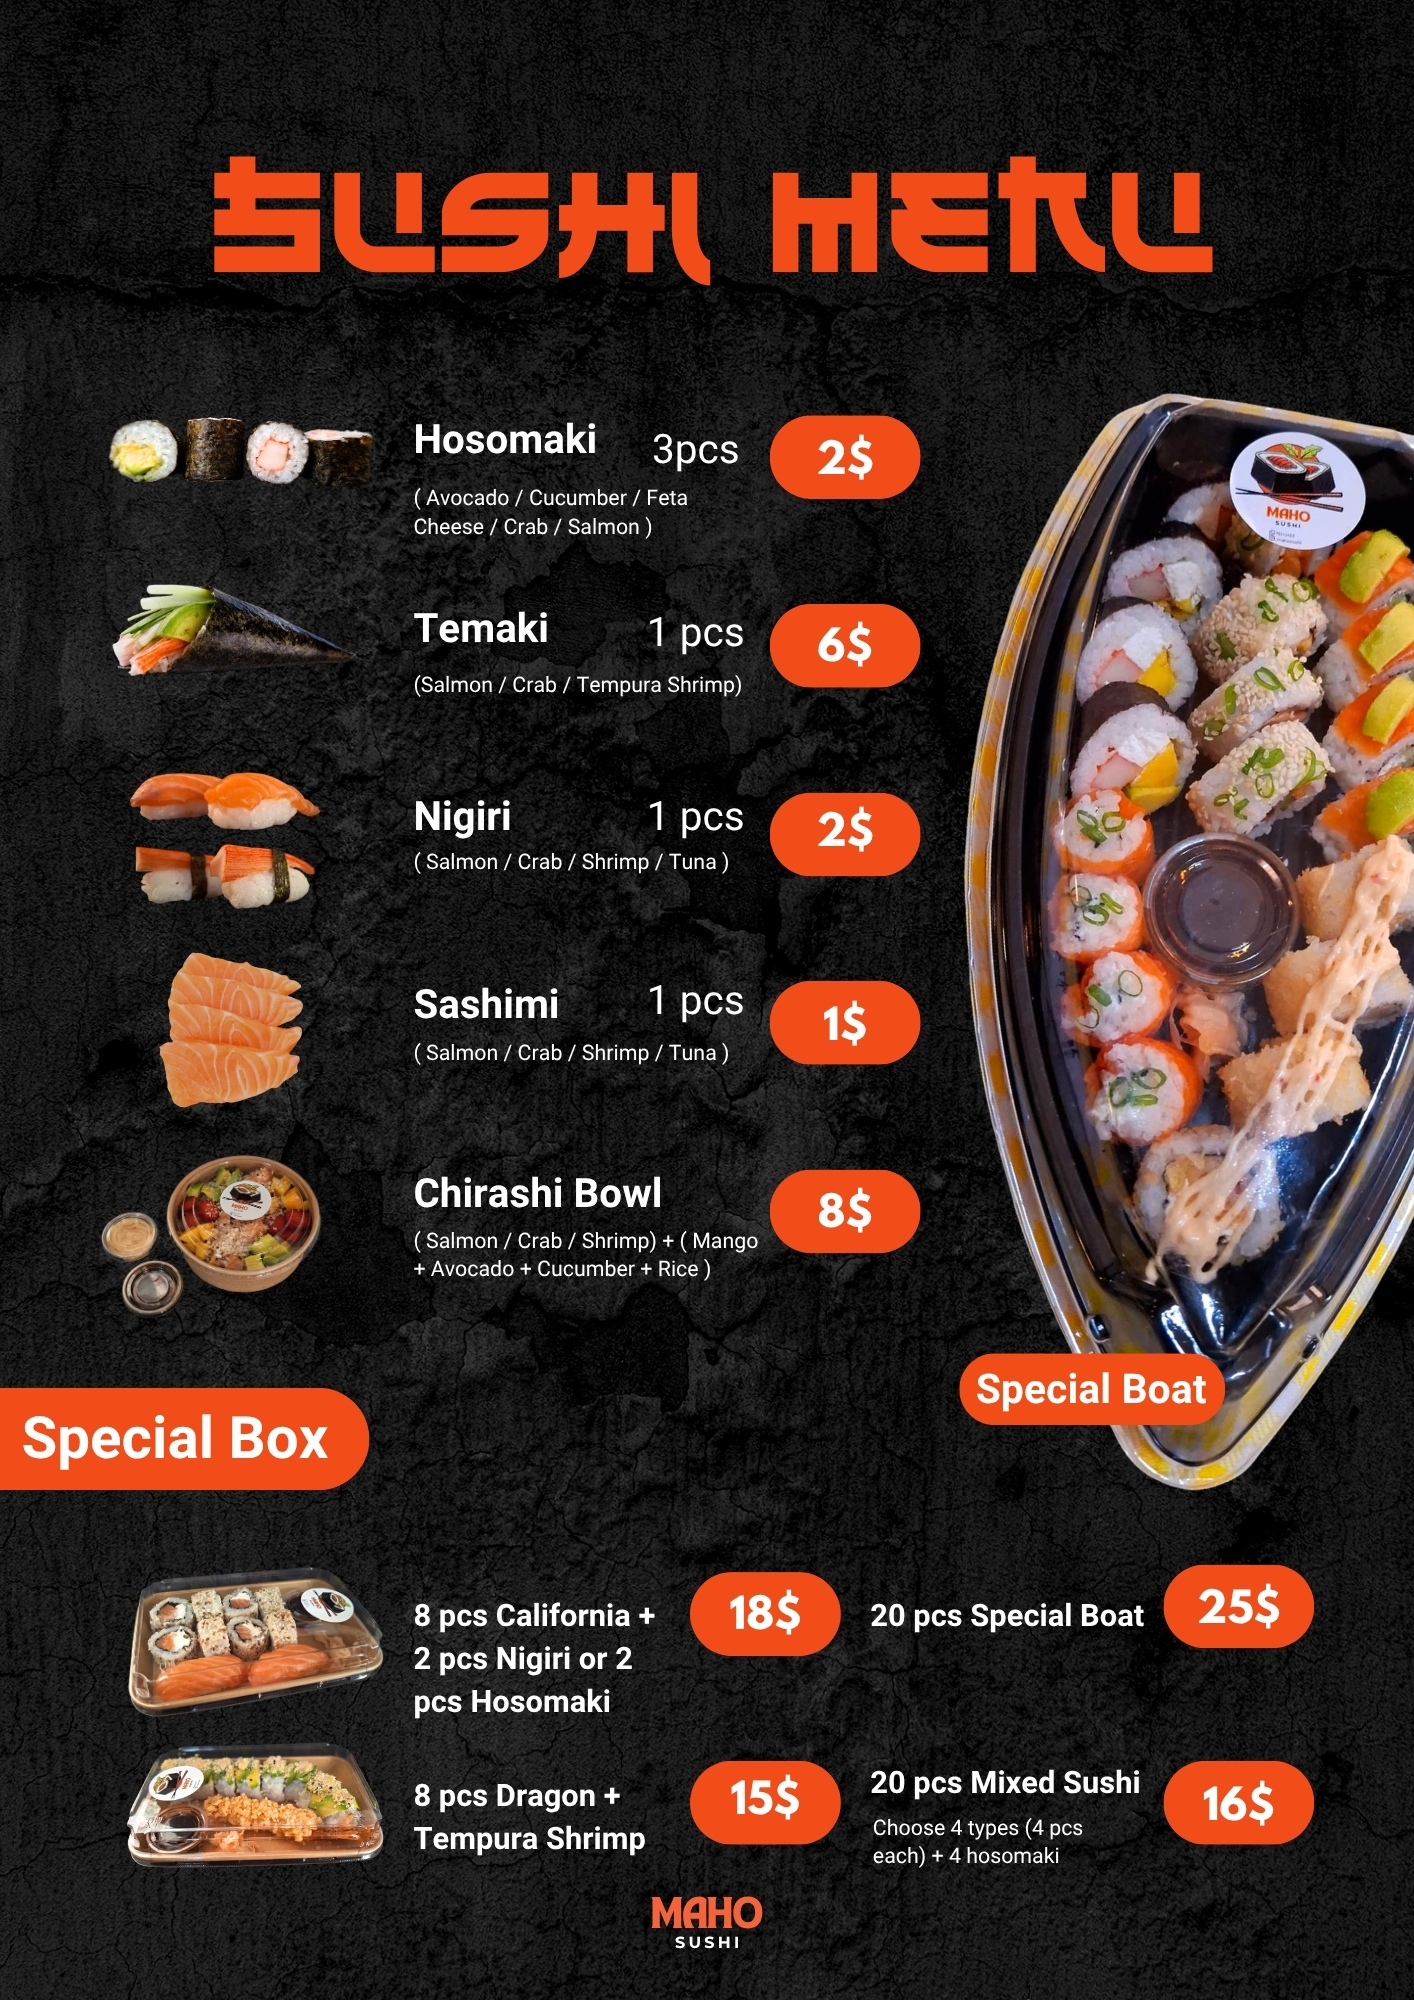 SUSHI MENU
Hosomaki 3pcs 2$
( Avocado / Cucumber / Feta
Cheese / Crab / Salmon )
Temaki 1 pcs 6$
(Salmon / Crab / Tempura Shrimp)
Nigiri 1 pcs 2$
( Salmon / Crab / Shrimp / Tuna )
Sashimi 1 pcs 1$
( Salmon / Crab / Shrimp / Tuna )
Chirashi Bowl 8$
( Salmon / Crab / Shrimp) + ( Mango
+ Avocado + Cucumber + Rice )
MAHO
SUSHI
Special Boat
Special Box
8 pcs California +
2 pcs Nigiri or 2
pcs Hosomaki
18$
20 pcs Special Boat 25$
8 pcs Dragon +
Tempura Shrimp
15$
20 pcs Mixed Sushi 16$
Choose 4 types (4 pcs
each) + 4 hosomaki
MAHO
SUSHI